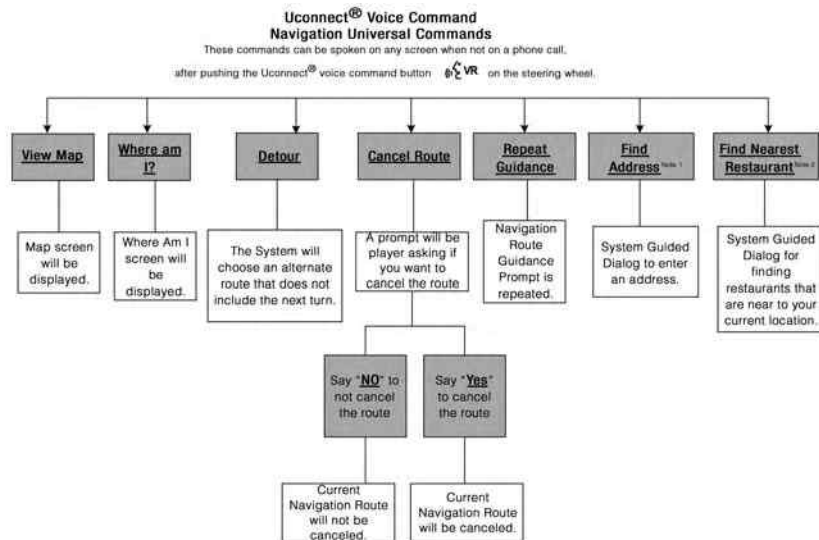 Uconnect® Voice Command
Navigation Universal Commands
These commands can be spoken on any screen when not on a phone call,
after pushing the Uconnect® voice command button VR on the steering wheel.
View Map
Where am
I?
Detour
Cancel Route
Repeat
Guidance
Find
Address Note 1
Find Nearest
Restaurant Note 2
Map screen
will be
displayed.
Where Am I
screen will
be
displayed.
The System will
choose an alternate
route that does not
include the next turn.
A prompt will be
player asking if
you want to
cancel the route
Navigation
Route
Guidance
Prompt is
repeated.
System Guided
Dialog to enter
an address.
System Guided
Dialog for
finding
restaurants that
are near to your
current location.
Say "NO" to
not cancel
the route
Say "Yes"
to cancel
the route
Current
Navigation Route
will not be
canceled.
Current
Navigation Route
will be canceled.